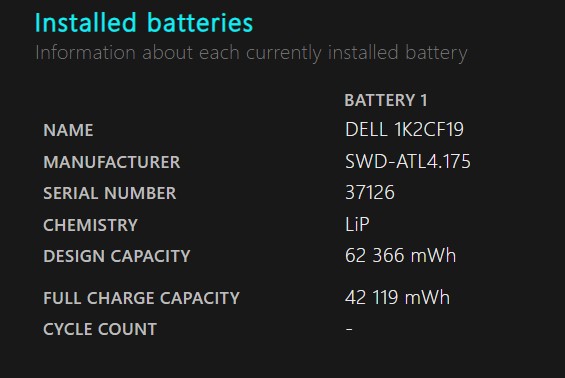 Installed batteries
Information about each currently installed battery
BATTERY 1
NAME DELL 1K2CF19
MANUFACTURER SWD-ATL4.175
SERIAL NUMBER 37126
CHEMISTRY LiP
DESIGN CAPACITY 62 366 mWh
FULL CHARGE CAPACITY 42 119 mWh
CYCLE COUNT -